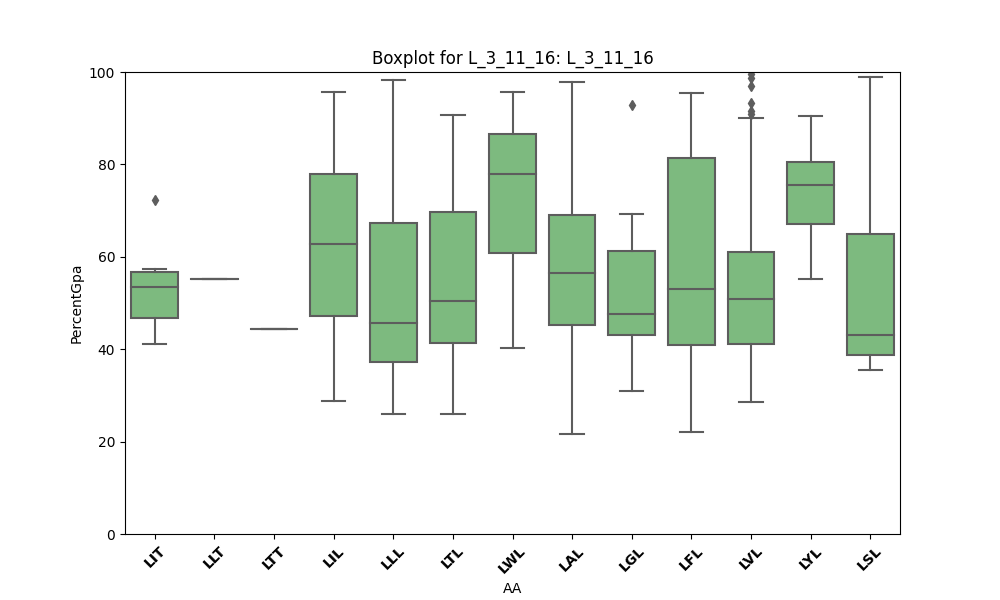 Boxplot for L_3_11_16: L_3_11_16
100
80
60
40
20
0
PercentGpa
LIT LLT LTT LIL LLL LTL LWL LAL LGL LFL LVL LYL LSL
AA